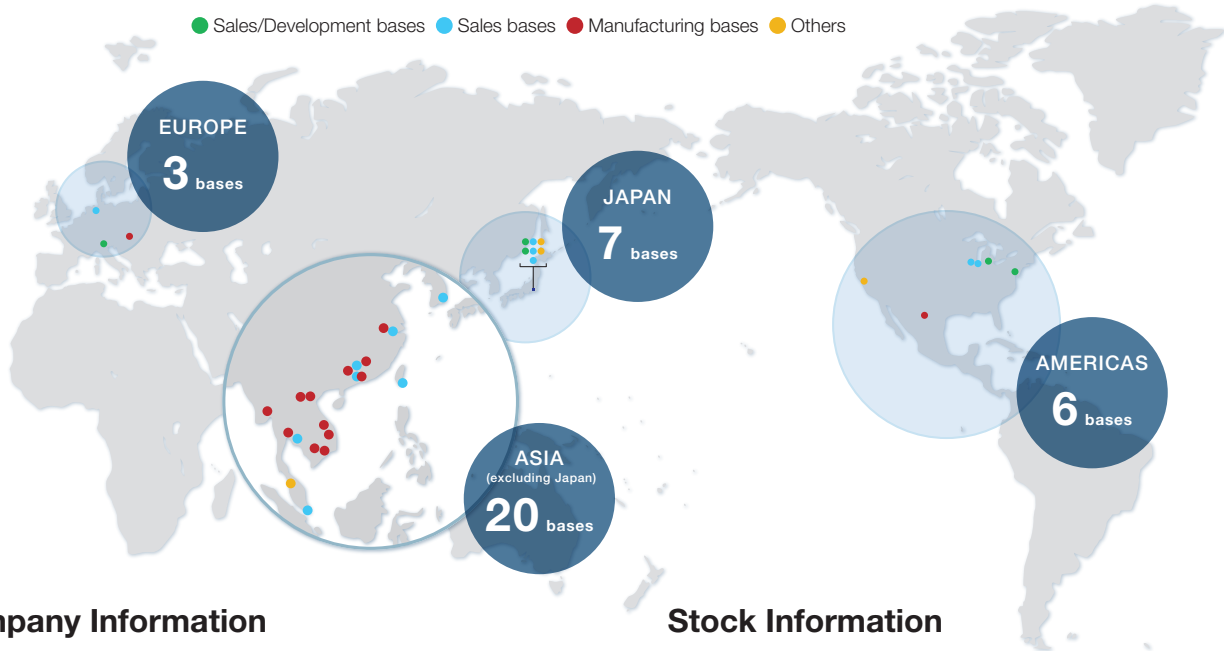 Sales/Development bases Sales bases Manufacturing bases Others
EUROPE
3 bases
JAPAN
7 bases
AMERICAS
6 bases
ASIA
(excluding Japan)
20 bases
mpany Information
Stock Information